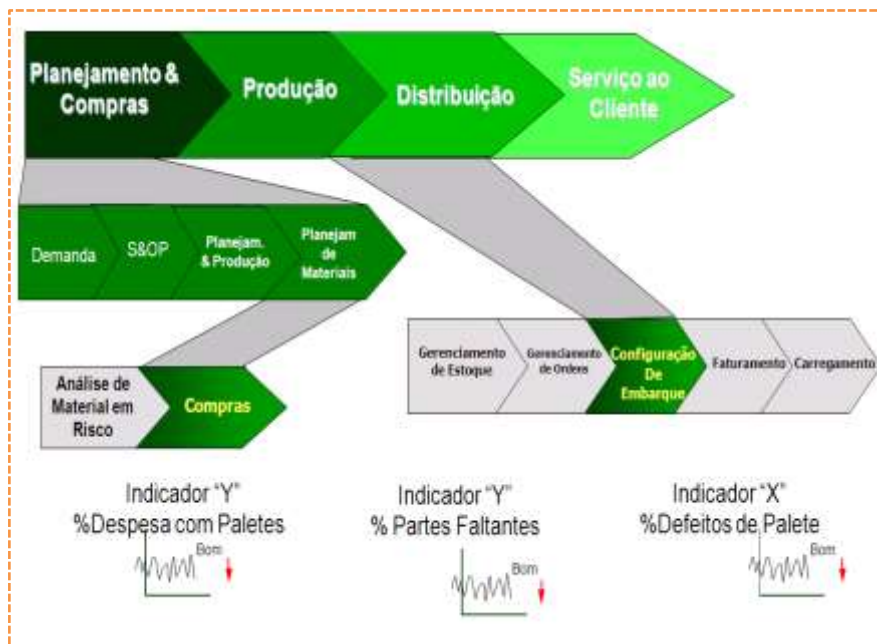 Planejamento &
Compras
Produção
Distribuição
Serviço ao
Cliente
Demanda
S&OP
Planejam.
& Produção
Planejam
de
Materiais
Gerenciamento
de Estoque
Gerenciamento
de Ordens
Configuração
De
Embarque
Faturamento
Carregamento
Análise de
Material em
Risco
Compras
Indicador “Y”
%Despesa com Paletes
Bom
Indicador “Y”
% Partes Faltantes
Bom
Indicador “X”
%Defeitos de Palete
Bom